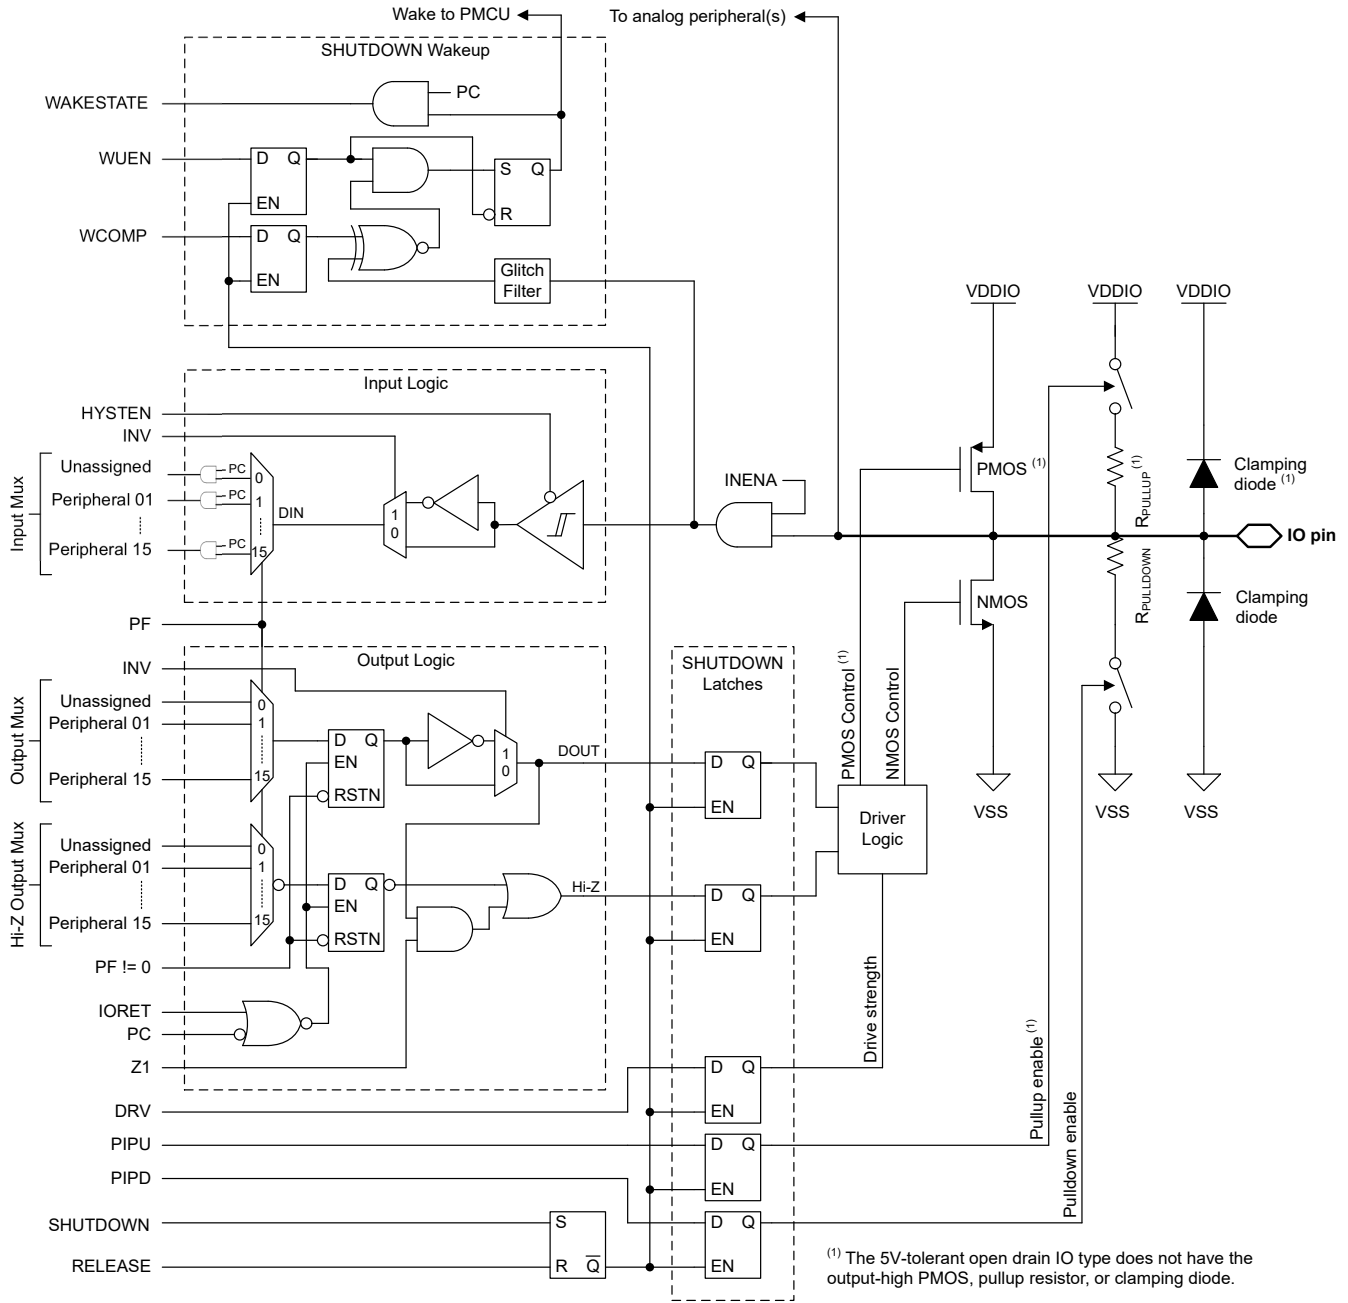 Wake to PMCU
To analog peripheral(s)
SHUTDOWN Wakeup
WAKESTATE
PC
WUEN
D Q
EN
S Q
R
WCOMP
D Q
EN
Glitch
Filter
VDDIO
VDDIO
VDDIO
Input Logic
HYSTEN
INV
Input Mux
Unassigned
PC
0
Peripheral 01
PC
1
Peripheral 15
PC
15
DIN
1
0
INENA
PMOS (1)
RPULLUP (1)
Clamping
diode (1)
IO pin
RPULLDOWN
NMOS
Clamping
diode
PF
Output Logic
INV
Output Mux
Unassigned
0
Peripheral 01
1
Peripheral 15
15
D Q
EN
RSTN
1
0
DOUT
SHUTDOWN
Latches
D Q
EN
PMOS Control (1)
NMOS Control
Driver
Logic
VSS
VSS
VSS
Hi-Z Output Mux
Unassigned
0
Peripheral 01
1
Peripheral 15
15
D Q
EN
RSTN
Hi-Z
D Q
EN
PF != 0
IORET
PC
Z1
Drive strength
D Q
EN
DRV
PIPU
D Q
EN
Pullup enable (1)
PIPD
Pulldown enable
SHUTDOWN
S
D Q
RELEASE
R Q
EN
(1) The 5V-tolerant open drain IO type does not have the
output-high PMOS, pullup resistor, or clamping diode.